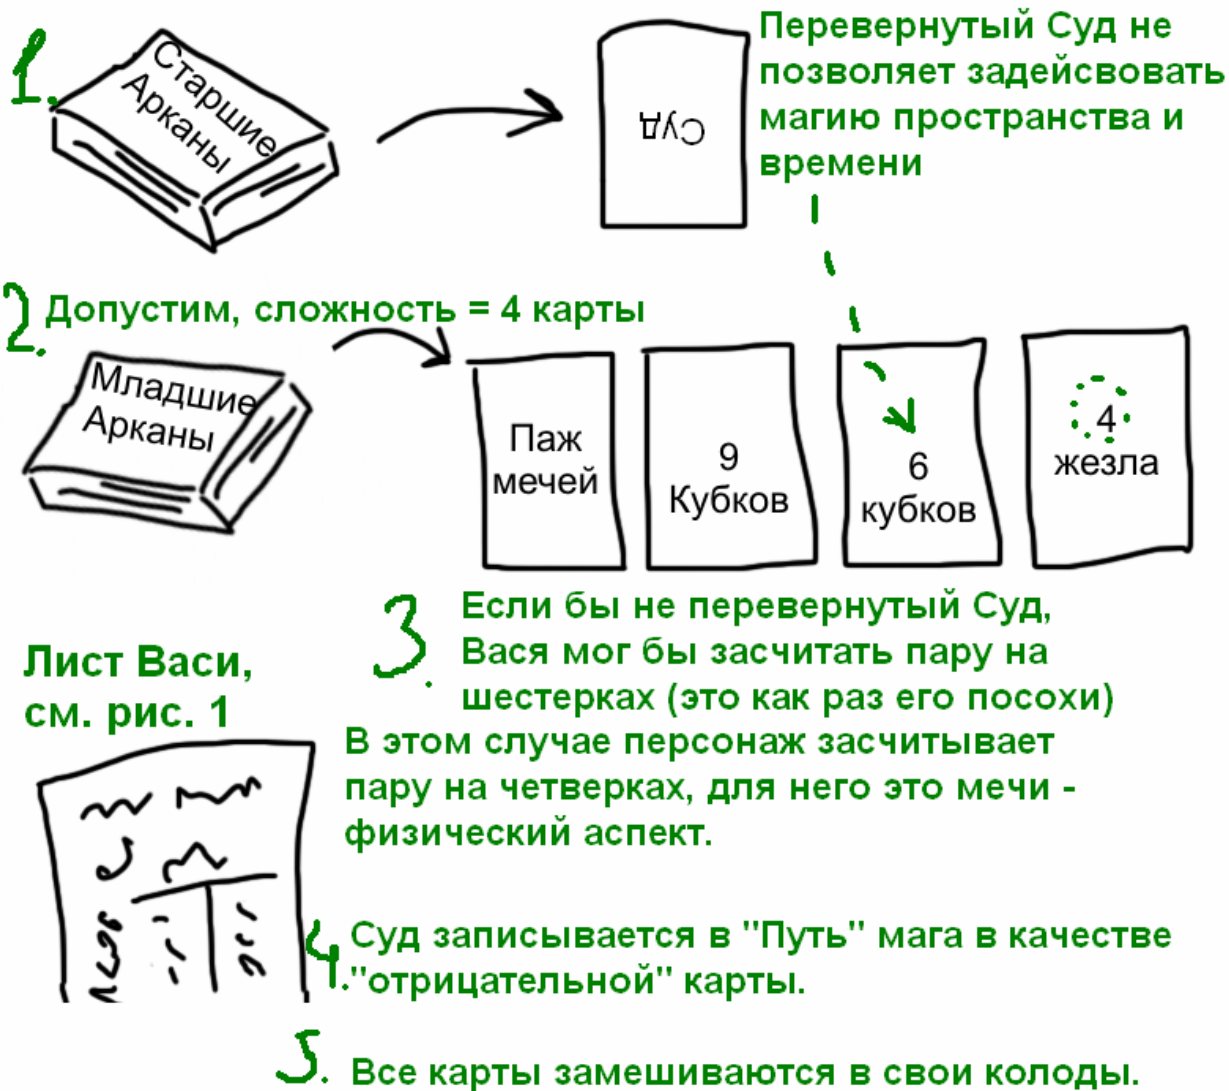 1.
Старшие
Арканы
Суд
Перевернутый Суд не
позволяет задейсвовать
магию пространства и
времени
2. Допустим, сложность = 4 карты
Младшие
Арканы
Паж
мечей
9
Кубков
6
кубков
4
жезла
3. Если бы не перевернутый Суд,
Вася мог бы засчитать пару на
шестерках (это как раз его посохи)
В этом случае персонаж засчитывает
пару на четверках, для него это мечи -
физический аспект.
Лист Васи,
см. рис. 1
4. Суд записывается в "Путь" мага в качестве
"отрицательной" карты.
5. Все карты замешиваются в свои колоды.